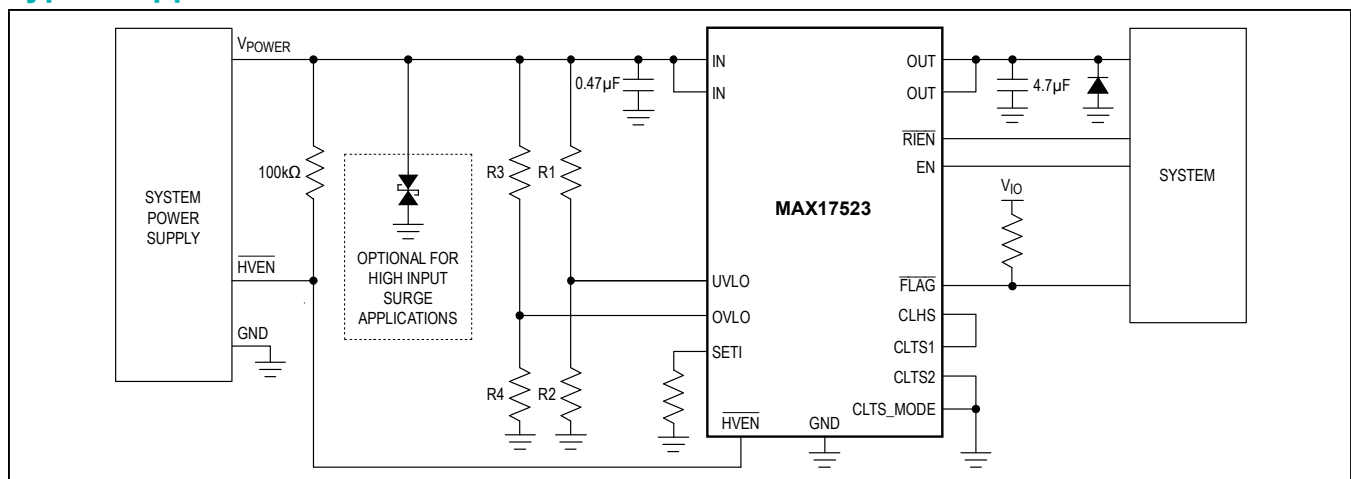 VPOWER
0.47µF
IN
IN
OUT
OUT
4.7µF
RIEN
EN
100kΩ
R3
R1
SYSTEM
POWER
SUPPLY
MAX17523
VIO
SYSTEM
HVEN
OPTIONAL FOR
HIGH INPUT
SURGE
APPLICATIONS
UVLO
OVLO
SETI
FLAG
CLHS
CLTS1
CLTS2
CLTS_MODE
GND
R4
R2
HVEN
GND